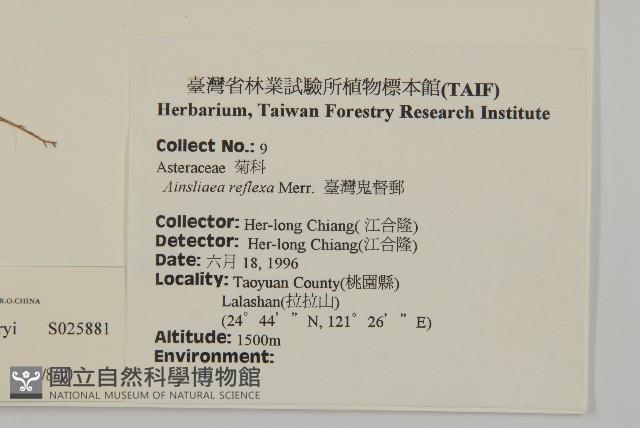 臺灣省林業試驗所植物標本館(TAIF)
Herbarium, Taiwan Forestry Research Institute
Collect No.: 9
Asteraceae 菊科
Ainsliaea reflexa Merr. 臺灣鬼督郵
Collector: Her-long Chiang(江合隆)
Detector: Her-long Chiang(江合隆)
Date: 六月 18, 1996
Locality: Taoyuan County(桃園縣)
Lalashan(拉拉山)
(24° 44' " N, 121° 26' " E)
Altitude: 1500m
Environment:
R.O.CHINA
ryi S025881
國立自然科學博物館
NATIONAL MUSEUM OF NATURAL SCIENCE